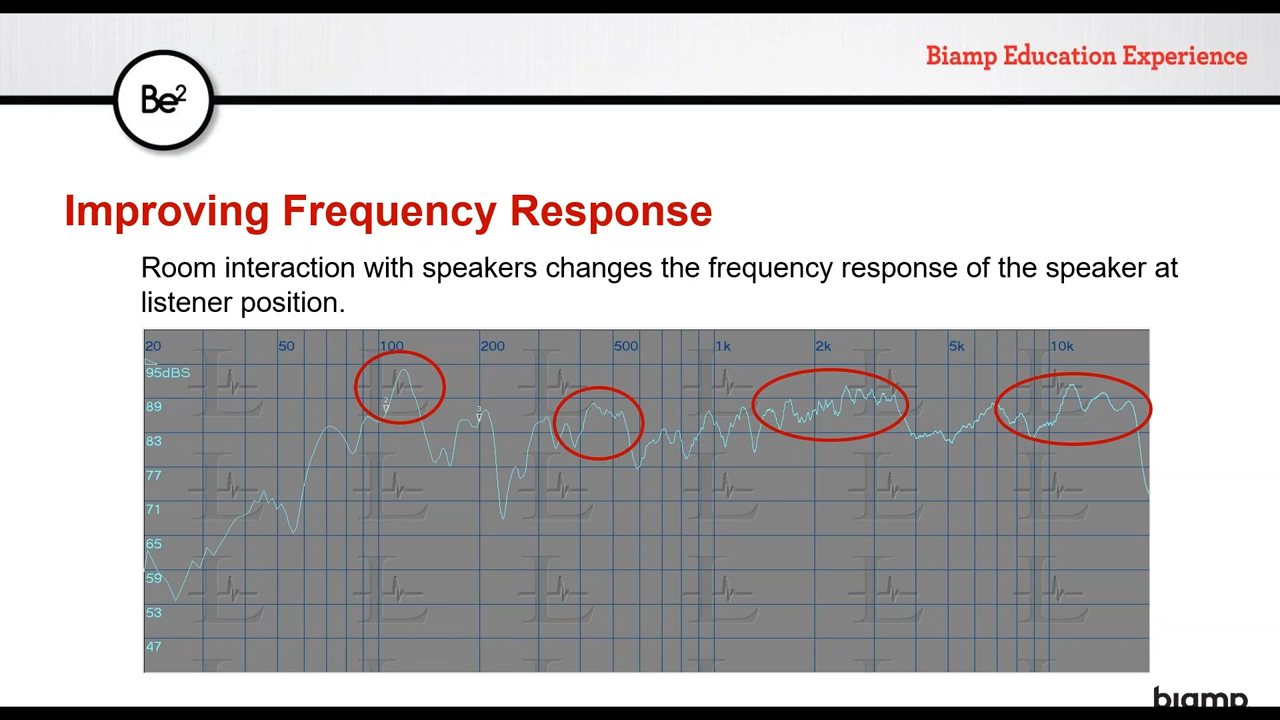 Biamp Education Experience
Be2
Improving Frequency Response
Room interaction with speakers changes the frequency response of the speaker at
listener position.
20 50 100 200 500 1k 2k 5k 10k
95dBS
89
2 3
83
77
71
65
59
53
47
biamp